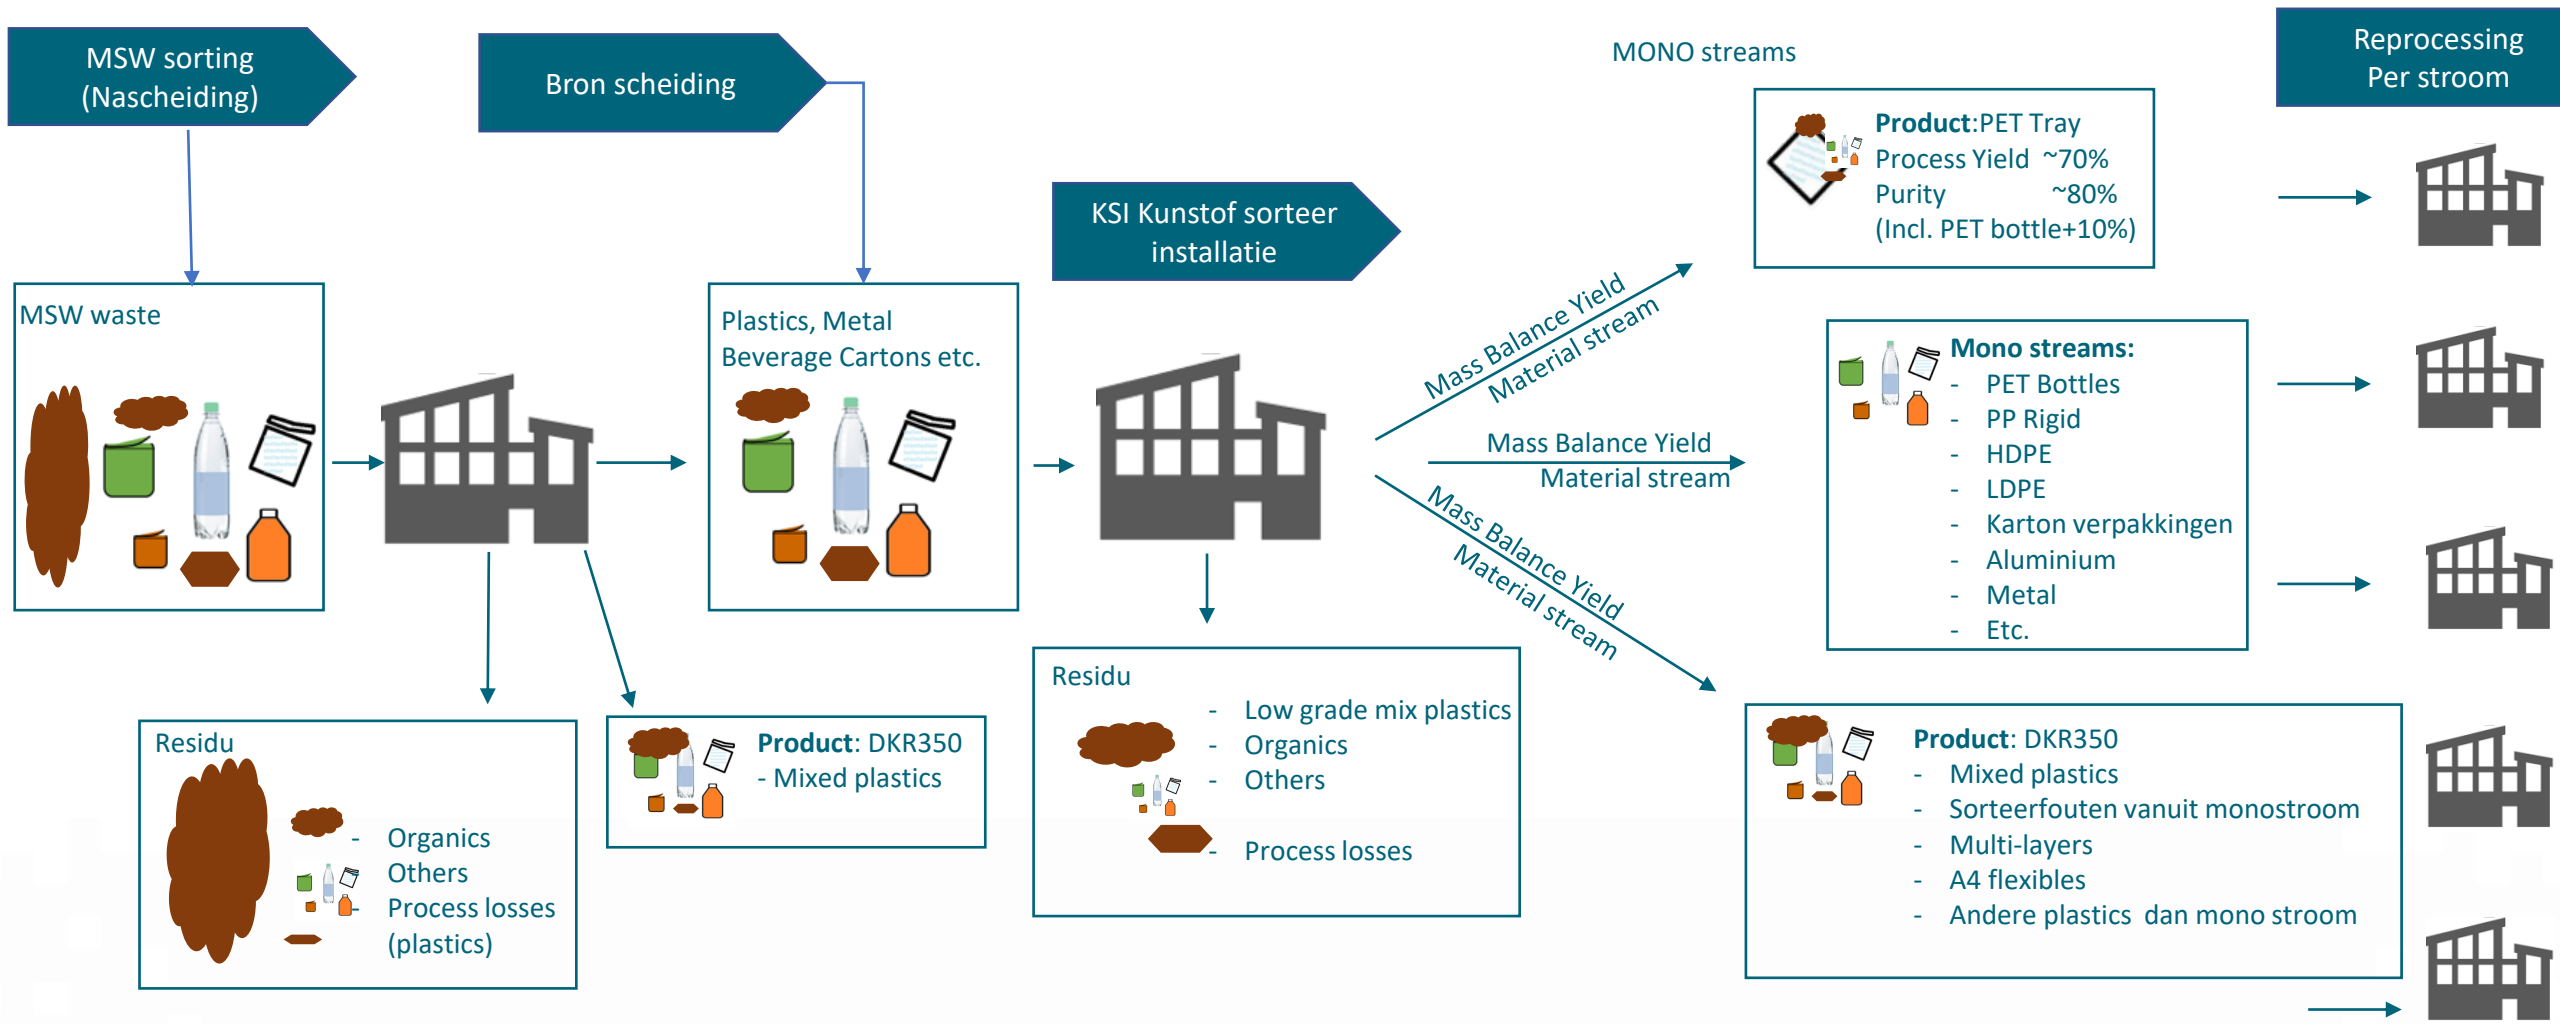 MSW sorting
(Nascheiding)
Bron scheiding
KSI Kunstof sorteer
installatie
MONO streams
Reprocessing
Per stroom
MSW waste
Plastics, Metal
Beverage Cartons etc.
Mass Balance Yield
Material stream
Mass Balance Yield
Material stream
Mass Balance Yield
Material stream
Product:PET Tray
Process Yield ~70%
Purity ~80%
(Incl. PET bottle+10%)
Mono streams:
- PET Bottles
- PP Rigid
- HDPE
- LDPE
- Karton verpakkingen
- Aluminium
- Metal
- Etc.
Residu
- Organics
Others
- Process losses
(plastics)
Product: DKR350
- Mixed plastics
Residu
- Low grade mix plastics
- Organics
- Others
- Process losses
Product: DKR350
- Mixed plastics
- Sorteerfouten vanuit monostroom
- Multi-layers
- A4 flexibles
- Andere plastics dan mono stroom